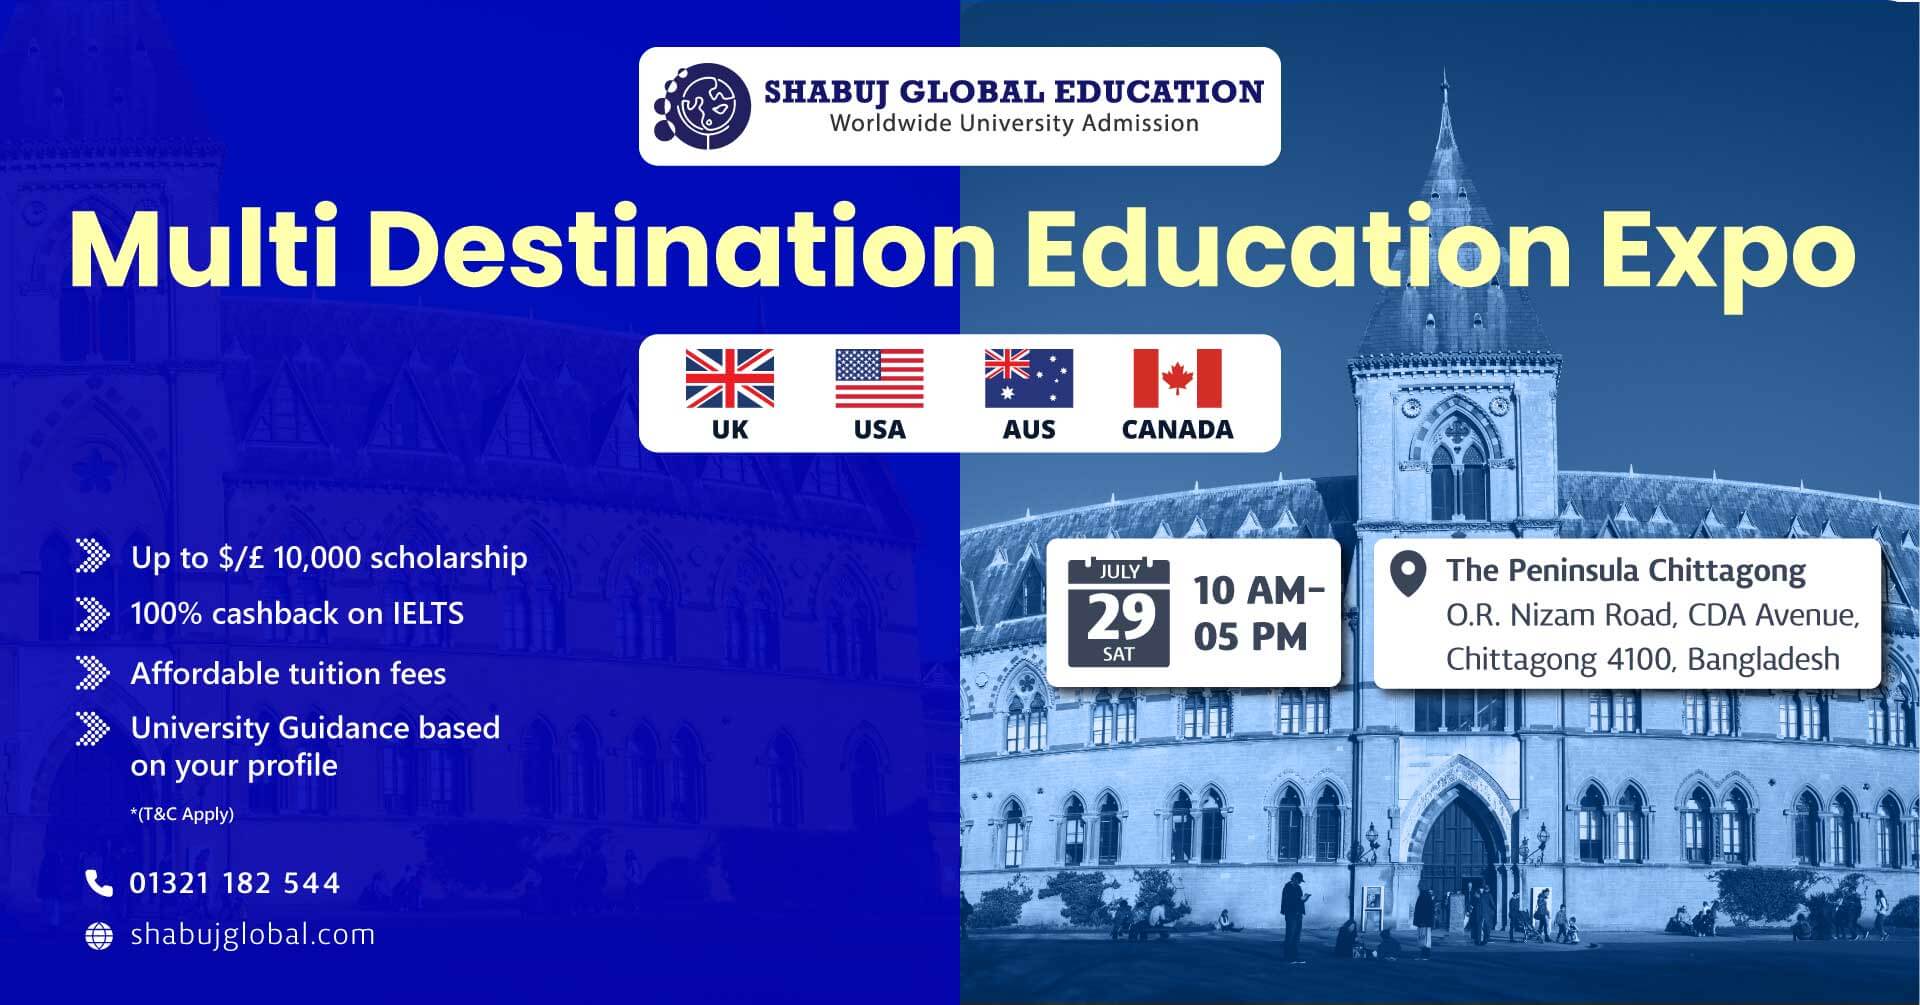 SHABUJ GLOBAL EDUCATION
Worldwide University Admission
Multi Destination Education Expo
UK
USA
AUS
CANADA
Up to $/£ 10,000 scholarship
100% cashback on IELTS
Affordable tuition fees
University Guidance based
on your profile
*(T&C Apply)
01321 182 544
shabujglobal.com
JULY
29
SAT
10 AM–
05 PM
The Peninsula Chittagong
O.R. Nizam Road, CDA Avenue,
Chittagong 4100, Bangladesh